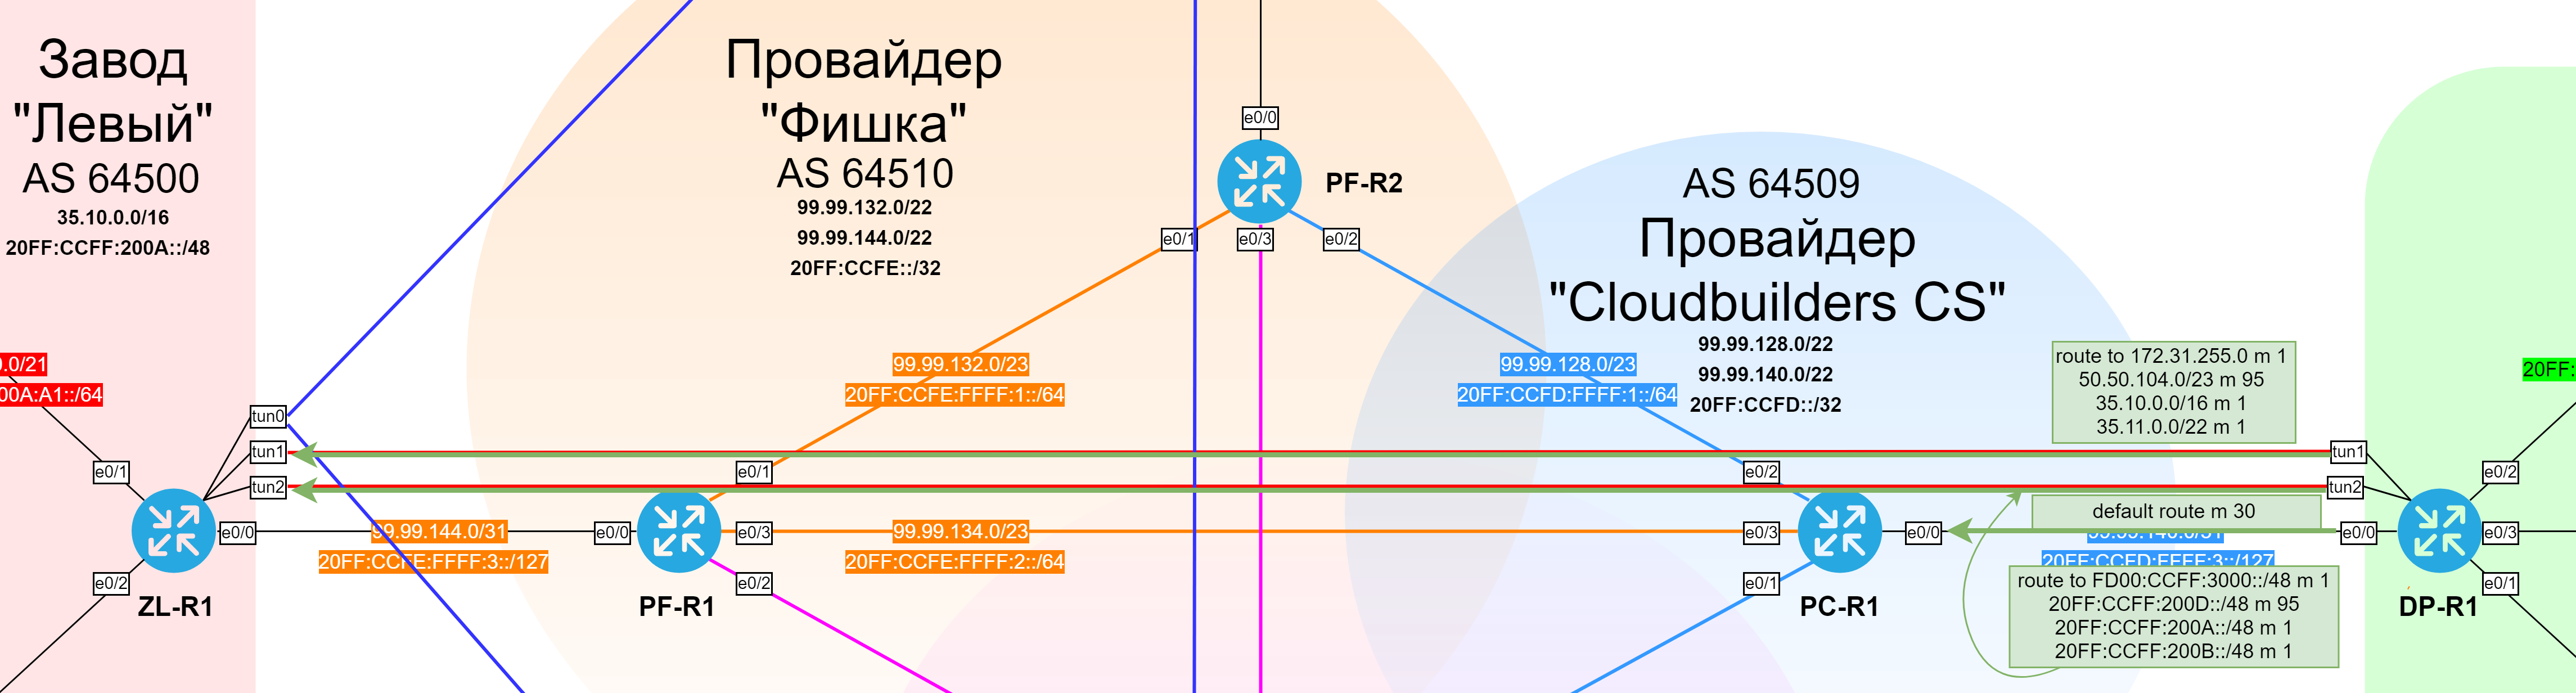 Завод
"Левый"
AS 64500
35.10.0.0/16
20FF:CCFF:200A::/48
.0/21
00A:A1::/64
e0/1
tun0
tun1
tun2
e0/0
e0/2
ZL-R1
99.99.144.0/31
20FF:CCFE:FFFF:3::/127
Провайдер
"Фишка"
AS 64510
99.99.132.0/22
99.99.144.0/22
20FF:CCFE::/32
e0/0
PF-R2
e0/1
e0/3
e0/2
99.99.132.0/23
20FF:CCFE:FFFF:1::/64
e0/1
e0/0
e0/3
e0/2
PF-R1
99.99.134.0/23
20FF:CCFE:FFFF:2::/64
AS 64509
Провайдер
"Cloudbuilders CS"
99.99.128.0/22
99.99.140.0/22
20FF:CCFD::/32
99.99.128.0/23
20FF:CCFD:FFFF:1::/64
e0/2
e0/3
e0/0
e0/1
PC-R1
route to 172.31.255.0 m 1
50.50.104.0/23 m 95
35.10.0.0/16 m 1
35.11.0.0/22 m 1
default route m 30
20FF:CCFD:FFFF:3::/127
route to FD00:CCFF:3000::/48 m 1
20FF:CCFF:200D::/48 m 95
20FF:CCFF:200A::/48 m 1
20FF:CCFF:200B::/48 m 1
tun1
tun2
e0/0
e0/2
e0/3
e0/1
DP-R1
20FF: